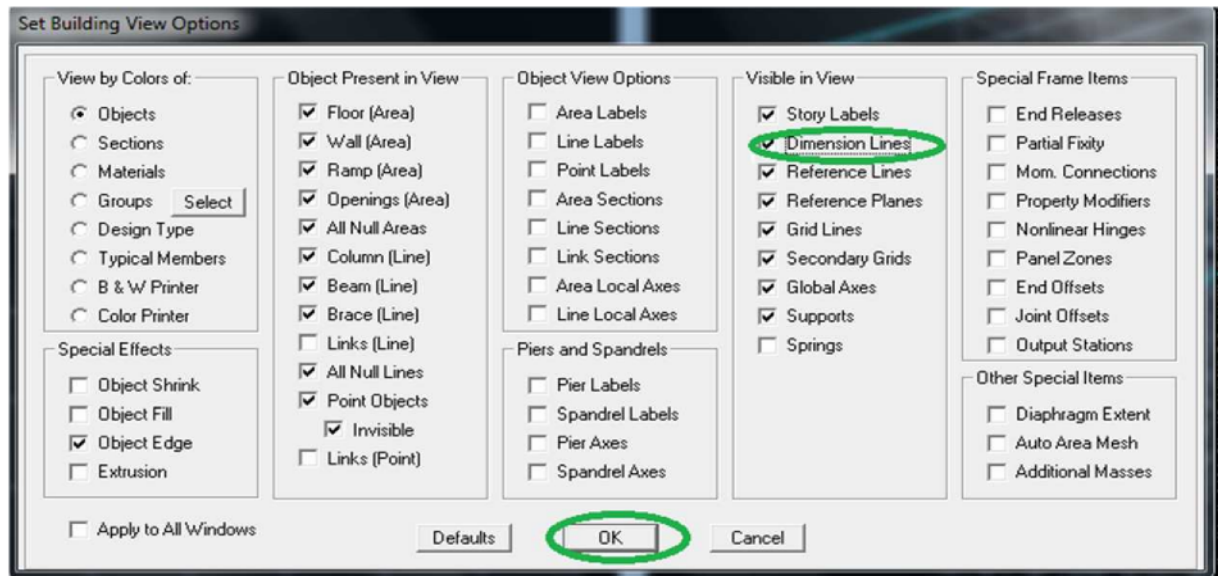 Set Building View Options
View by Colors of:
Objects
Sections
Materials
Groups Select
Design Type
Typical Members
B & W Printer
Color Printer
Special Effects
Object Shrink
Object Fill
Object Edge
Extrusion
Apply to All Windows
Object Present in View
Floor (Area)
Wall (Area)
Ramp (Area)
Openings (Area)
All Null Areas
Column (Line)
Beam (Line)
Brace (Line)
Links (Line)
All Null Lines
Point Objects
Invisible
Links (Point)
Object View Options
Area Labels
Line Labels
Point Labels
Area Sections
Line Sections
Link Sections
Area Local Axes
Line Local Axes
Piers and Spandrels
Pier Labels
Spandrel Labels
Pier Axes
Spandrel Axes
Visible in View
Story Labels
Dimension Lines
Reference Lines
Reference Planes
Grid Lines
Secondary Grids
Global Axes
Supports
Springs
Special Frame Items
End Releases
Partial Fixity
Mom. Connections
Property Modifiers
Nonlinear Hinges
Panel Zones
End Offsets
Joint Offsets
Output Stations
Other Special Items
Diaphragm Extent
Auto Area Mesh
Additional Masses
Defaults
OK
Cancel